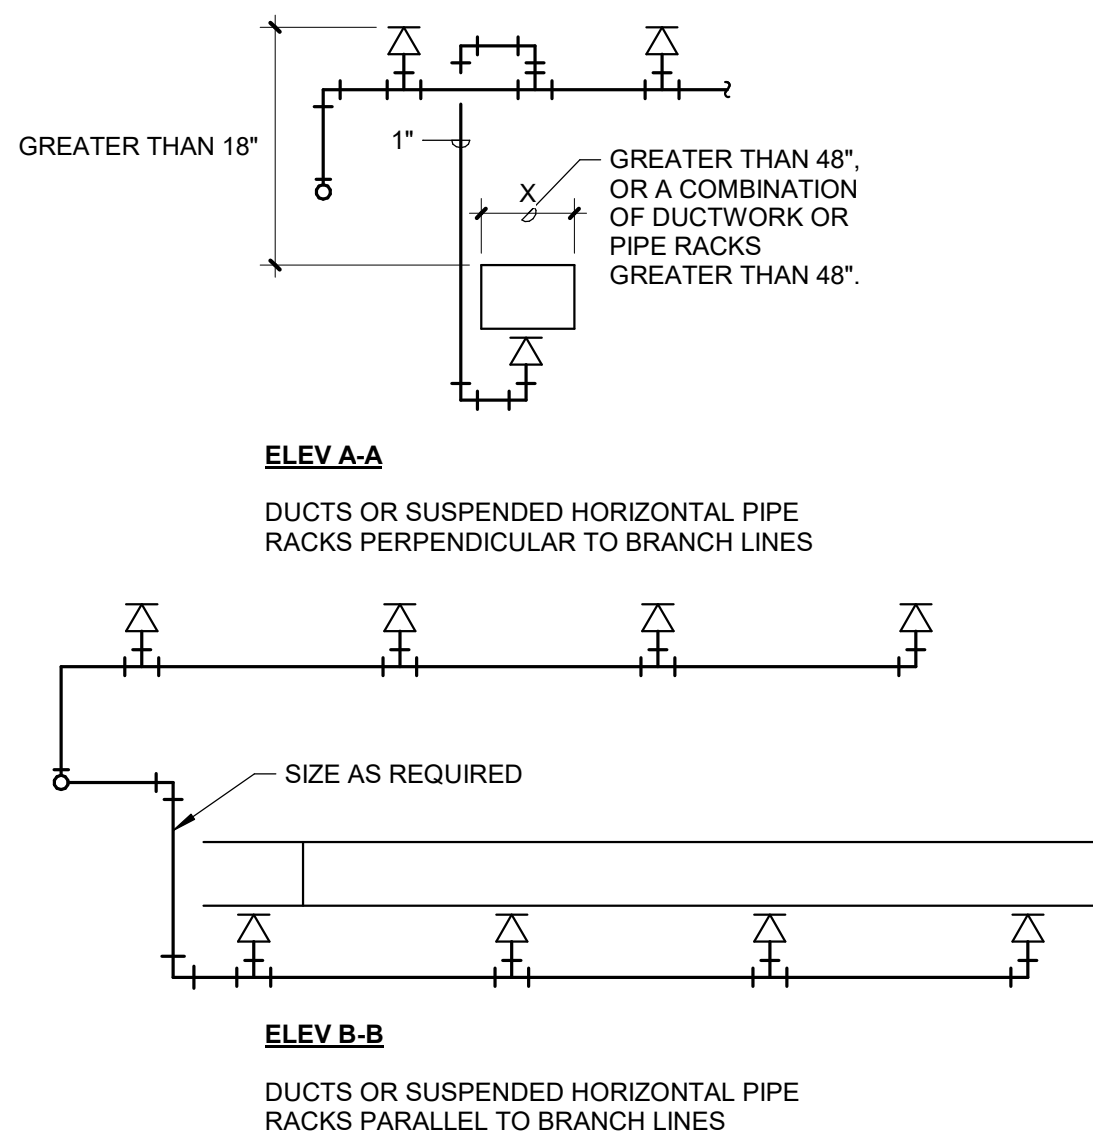 GREATER THAN 18"
1"
X
GREATER THAN 48",
OR A COMBINATION
OF DUCTWORK OR
PIPE RACKS
GREATER THAN 48".
ELEV A-A
DUCTS OR SUSPENDED HORIZONTAL PIPE
RACKS PERPENDICULAR TO BRANCH LINES
SIZE AS REQUIRED
ELEV B-B
DUCTS OR SUSPENDED HORIZONTAL PIPE
RACKS PARALLEL TO BRANCH LINES